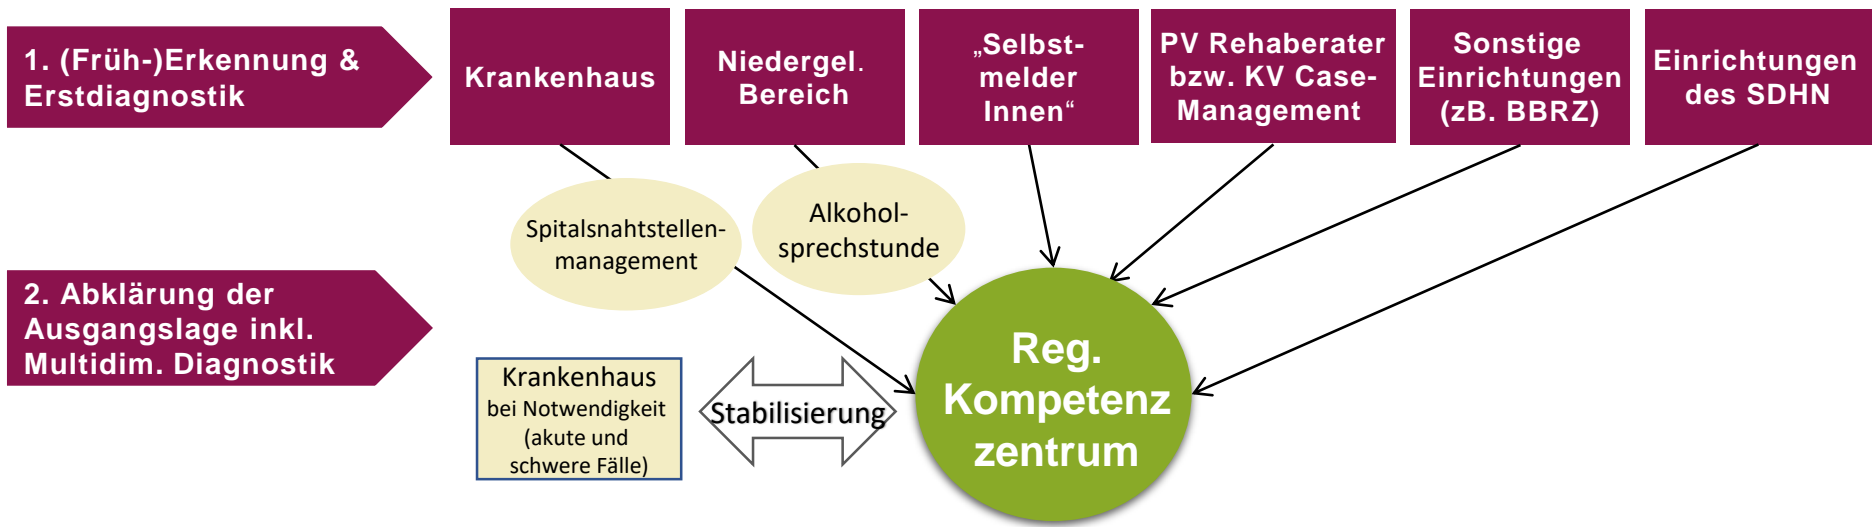 1. (Früh-)Erkennung &
Erstdiagnostik
Krankenhaus
Niedergel.
Bereich
„Selbst-
melder
Innen“
PV Rehaberater
bzw. KV Case-
Management
Sonstige
Einrichtungen
(zB. BBRZ)
Einrichtungen
des SDHN
Spitalsnahtstellen-
management
Alkohol-
sprechstunde
2. Abklärung der
Ausgangslage inkl.
Multidim. Diagnostik
Krankenhaus
bei Notwendigkeit
(akute und
schwere Fälle)
Stabilisierung
Reg.
Kompetenz
zentrum